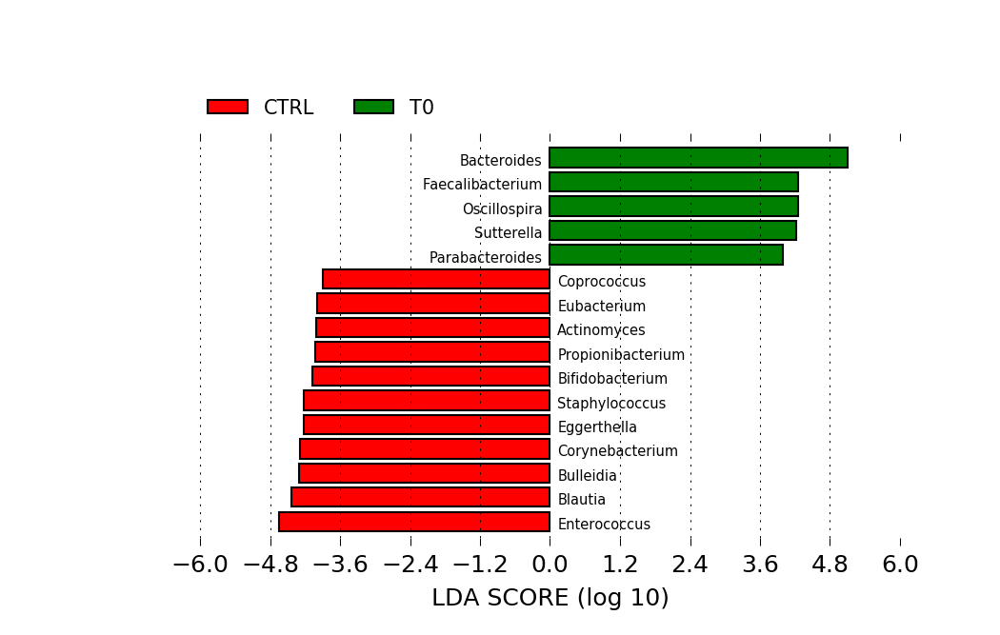 CTRL T0
Bacteroides
Faecalibacterium
Oscillospira
Sutterella
Parabacteroides
Coprococcus
Eubacterium
Actinomyces
Propionibacterium
Bifidobacterium
Staphylococcus
Eggerthella
Corynebacterium
Bulleidia
Blautia
Enterococcus
−6.0 −4.8 −3.6 −2.4 −1.2 0.0 1.2 2.4 3.6 4.8 6.0
LDA SCORE (log 10)